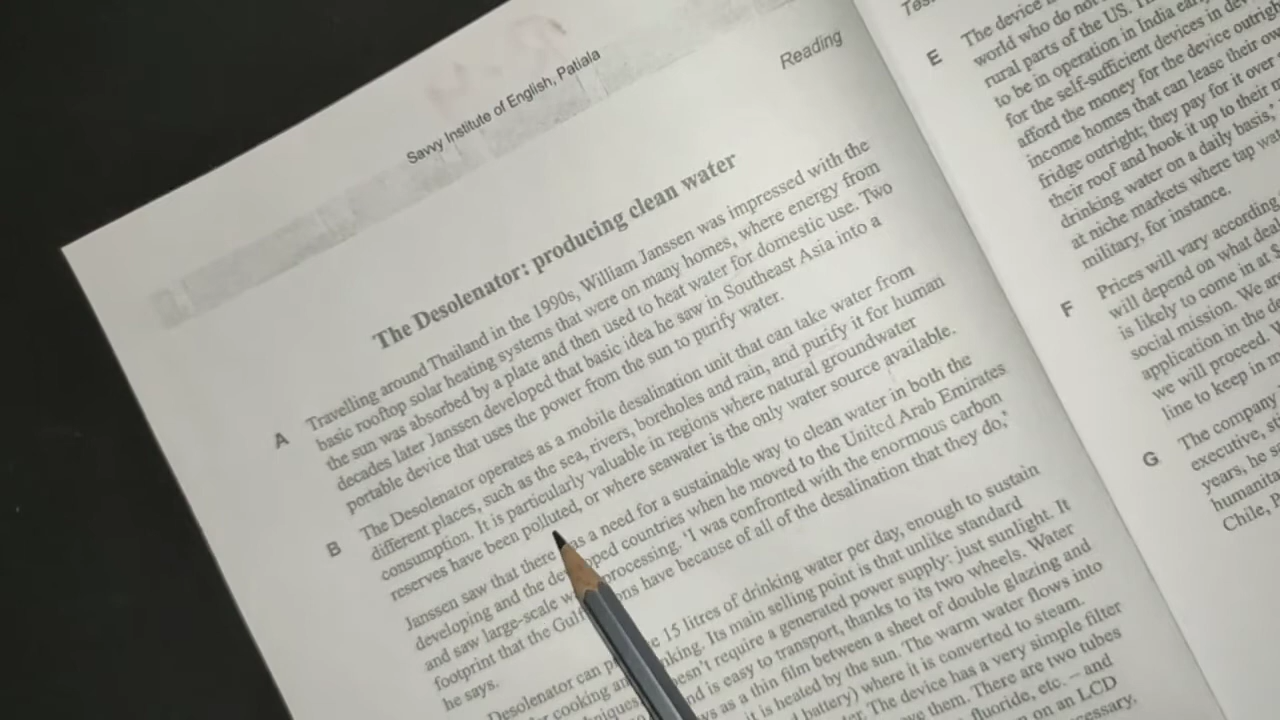 Savvy Institute of English, Patiala
Reading
The Desolenator: producing clean water
A
Travelling around Thailand in the 1990s, William Janssen was impressed with the
basic rooftop solar heating systems that were on many homes, where energy from
the sun was absorbed by a plate and then used to heat water for domestic use. Two
decades later Janssen developed that basic idea he saw in Southeast Asia into a
portable device that uses the power from the sun to purify water.
B
The Desolenator operates as a mobile desalination unit that can take water from
different places, such as the sea, rivers, boreholes and rain, and purify it for human
consumption. It is particularly valuable in regions where natural groundwater
reserves have been polluted, or where seawater is the only water source available.
Janssen saw that there was a need for a sustainable way to clean water in both the
developing and the countries when he moved to the United Arab Emirates
and saw large-scale processing. 'I was confronted with the enormous carbon
footprint that the Gulf have because of all of the desalination that they do,'
he says.
Desolenator can 15 litres of drinking water per day, enough to sustain
cooking Its main selling point is that unlike standard
require a generated power supply: just sunlight. It
is easy to transport, thanks to its two wheels. Water
as a thin film between a sheet of double glazing and
it is heated by the sun. The warm water flows into
battery) where it is converted to steam.
The device has a very simple filter
them. There are two tubes
fluoride, etc. – and
on an LCD
The device
E
world who do not
rural parts of the US.
to be in operation in India
for the self-sufficient devices in
afford the money for the device outright
income homes that can lease their
fridge outright; they pay for it over
their roof and hook it up to their
drinking water on a daily basis,'
at niche markets where tap
military, for instance.
F
Prices will vary according
will depend on what
is likely to come in at
social mission. We
application in the
we will proceed.
line to keep in
G
The company
executive,
years, he
Chile,